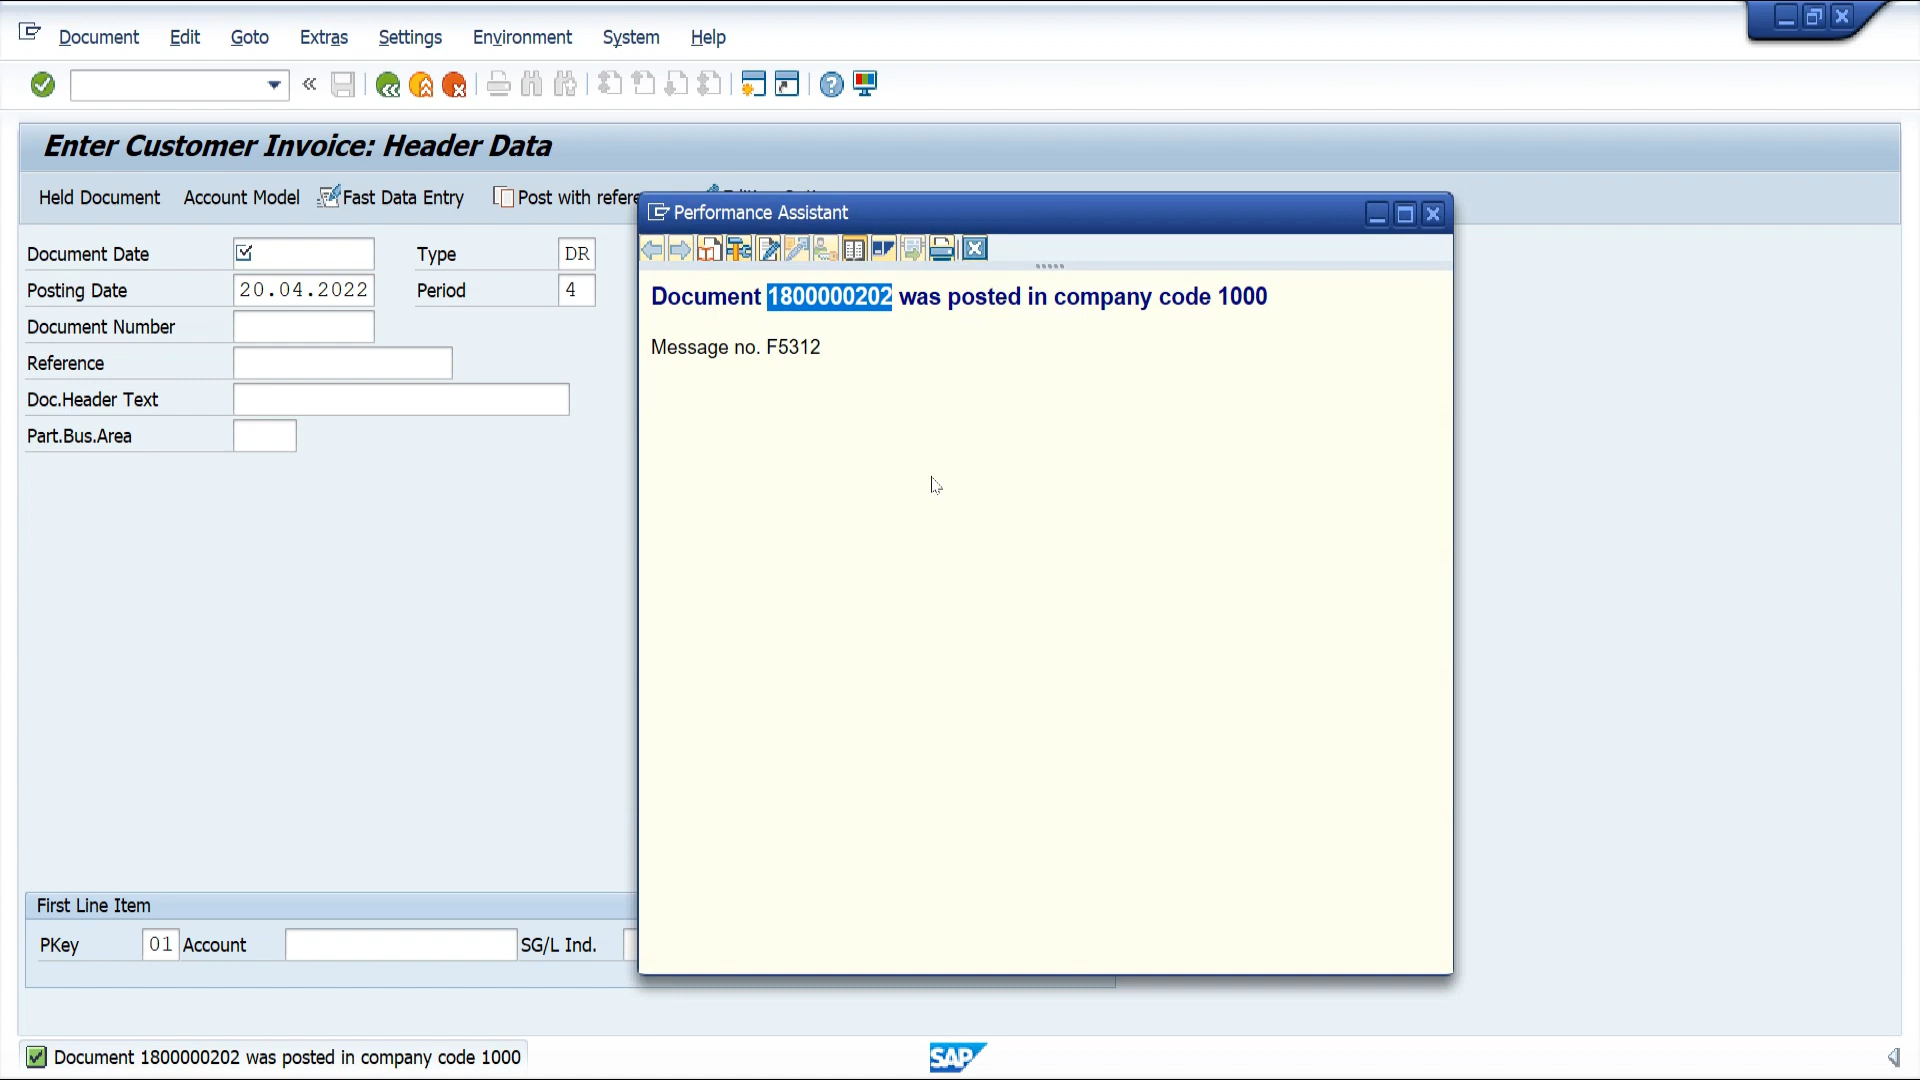 Document Edit Goto Extras Settings Environment System Help
Enter Customer Invoice: Header Data
Held Document Account Model Fast Data Entry Post with refere
Performance Assistant
Document Date Type DR
Posting Date 20.04.2022 Period 4
Document Number
Reference
Doc.Header Text
Part.Bus.Area
Document 1800000202 was posted in company code 1000
Message no. F5312
First Line Item
PKey 01 Account SG/L Ind.
Document 1800000202 was posted in company code 1000
SAP